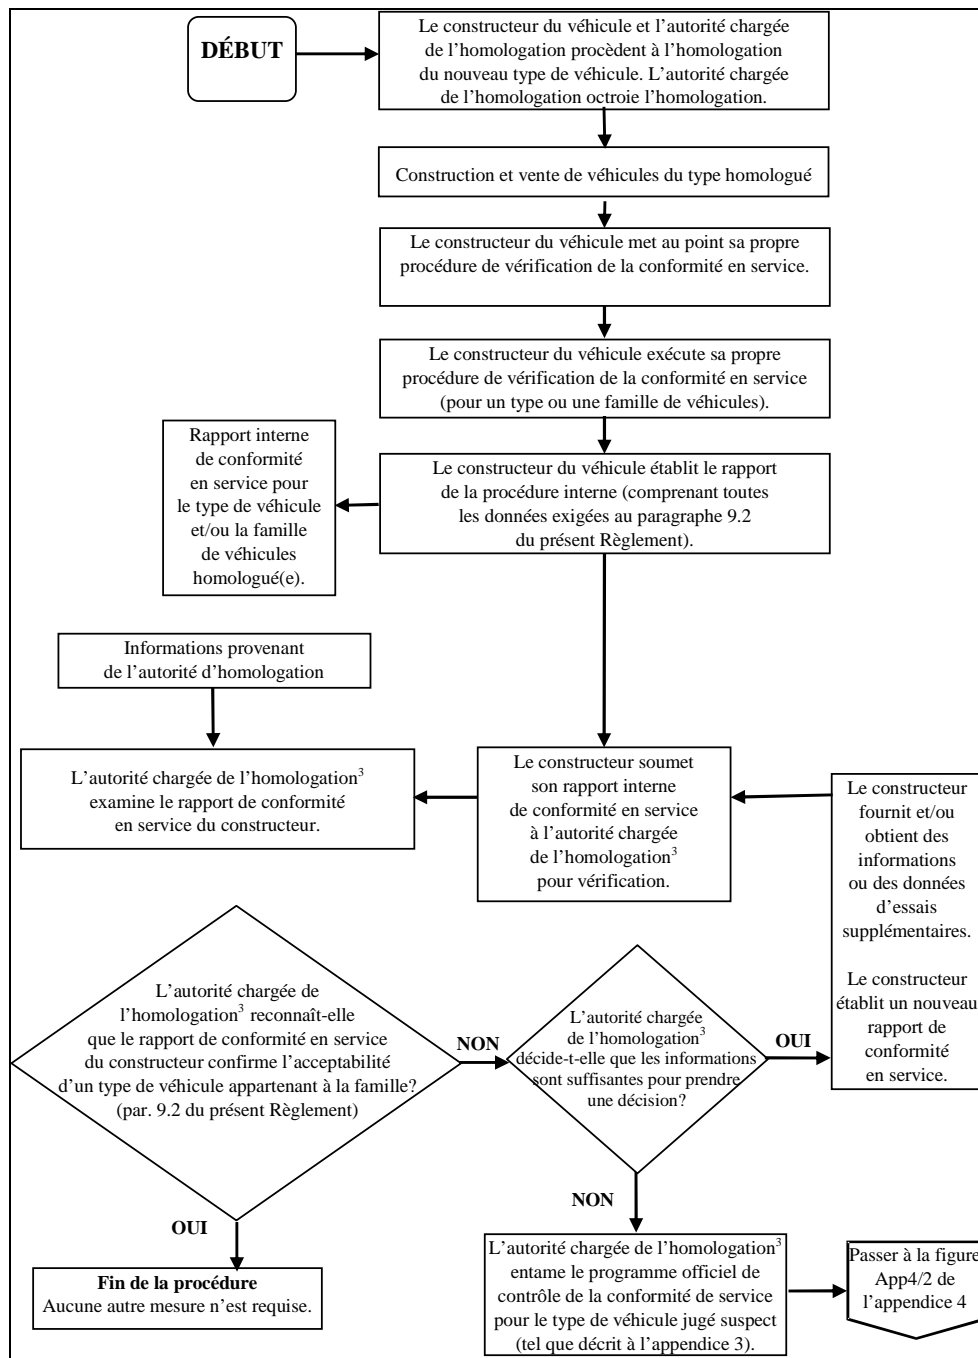 DÉBUT
Le constructeur du véhicule et l'autorité chargée
de l'homologation procèdent à l'homologation
du nouveau type de véhicule. L'autorité chargée
de l'homologation octroie l'homologation.
Construction et vente de véhicules du type homologué
Le constructeur du véhicule met au point sa propre
procédure de vérification de la conformité en service.
Le constructeur du véhicule exécute sa propre
procédure de vérification de la conformité en service
(pour un type ou une famille de véhicules).
Rapport interne
de conformité
en service pour
le type de véhicule
et/ou la famille
de véhicules
homologué(e).
Le constructeur du véhicule établit le rapport
de la procédure interne (comprenant toutes
les données exigées au paragraphe 9.2
du présent Règlement).
Informations provenant
de l'autorité d'homologation
L'autorité chargée de l'homologation³
examine le rapport de conformité
en service du constructeur.
Le constructeur soumet
son rapport interne
de conformité en service
à l'autorité chargée
de l'homologation³
pour vérification.
Le constructeur
fournit et/ou
obtient des
informations
ou des données
d'essais
supplémentaires.
Le constructeur
établit un nouveau
rapport de
conformité
en service.
L'autorité chargée de
l'homologation³ reconnaît-elle
que le rapport de conformité en service
du constructeur confirme l'acceptabilité
d'un type de véhicule appartenant à la famille?
(par. 9.2 du présent Règlement)
NON
L'autorité chargée
de l'homologation³
décide-t-elle que les informations
sont suffisantes pour prendre
une décision?
OUI
OUI
NON
Fin de la procédure
Aucune autre mesure n'est requise.
L'autorité chargée de l'homologation³
entame le programme officiel de
contrôle de la conformité de service
pour le type de véhicule jugé suspect
(tel que décrit à l'appendice 3).
Passer à la figure
App4/2 de
l'appendice 4